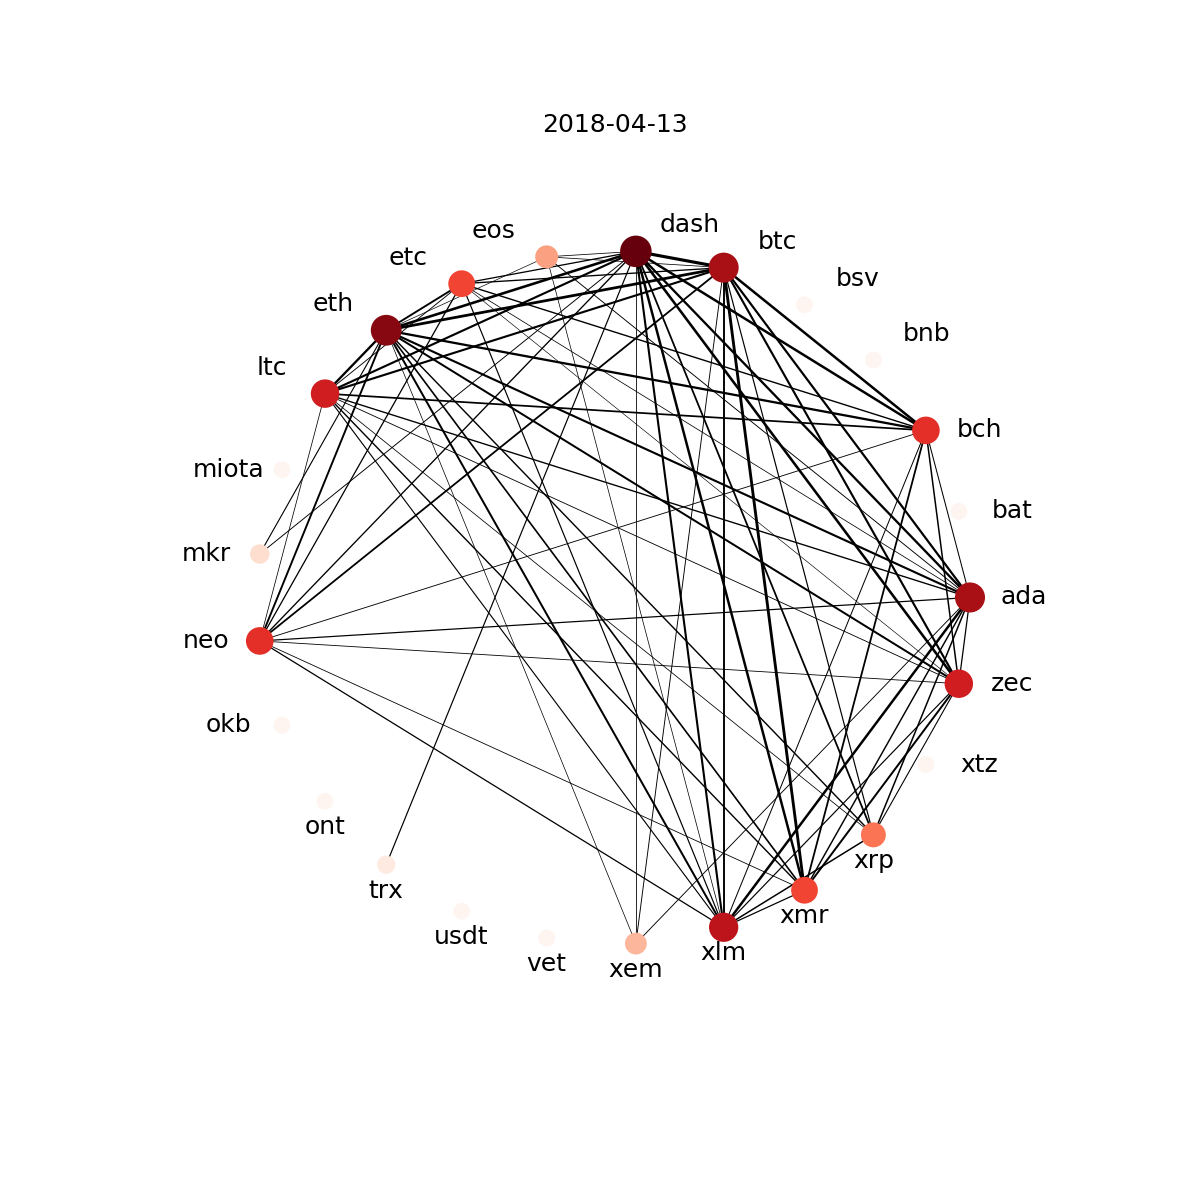 2018-04-13
dash
eos
btc
etc
bsv
eth
bnb
ltc
bch
miota
bat
mkr
ada
neo
zec
okb
xtz
ont
xrp
trx
xmr
usdt
xlm
vet
xem